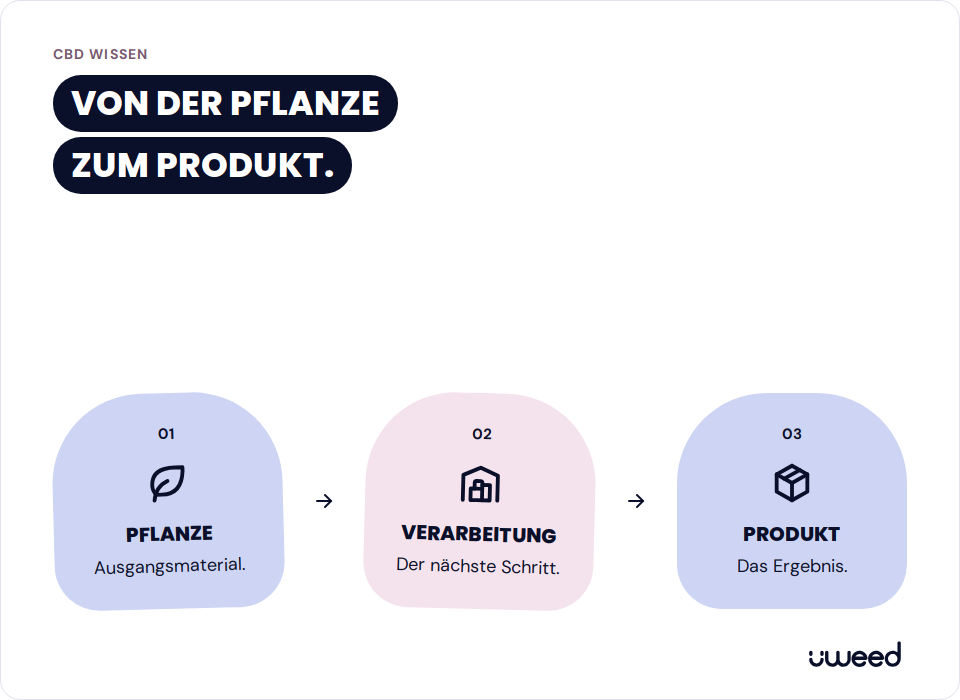 CBD WISSEN
VON DER PFLANZE
ZUM PRODUKT.
01
PFLANZE
Ausgangsmaterial.
02
VERARBEITUNG
Der nächste Schritt.
03
PRODUKT
Das Ergebnis.
uweed